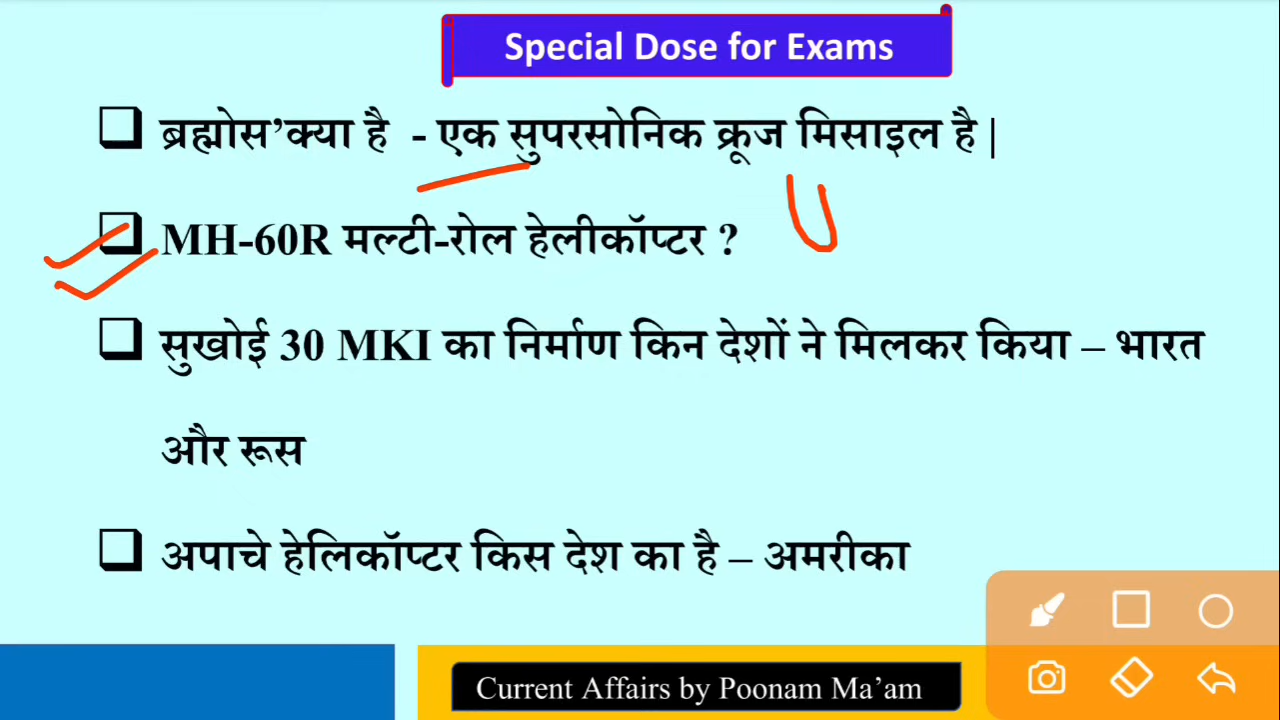 Special Dose for Exams
ब्रह्मोस’क्या है - एक सुपरसोनिक क्रूज मिसाइल है |
MH-60R मल्टी-रोल हेलीकॉप्टर ?
सुखोई 30 MKI का निर्माण किन देशों ने मिलकर किया – भारत
और रूस
अपाचे हेलिकॉप्टर किस देश का है – अमरीका
Current Affairs by Poonam Ma’am